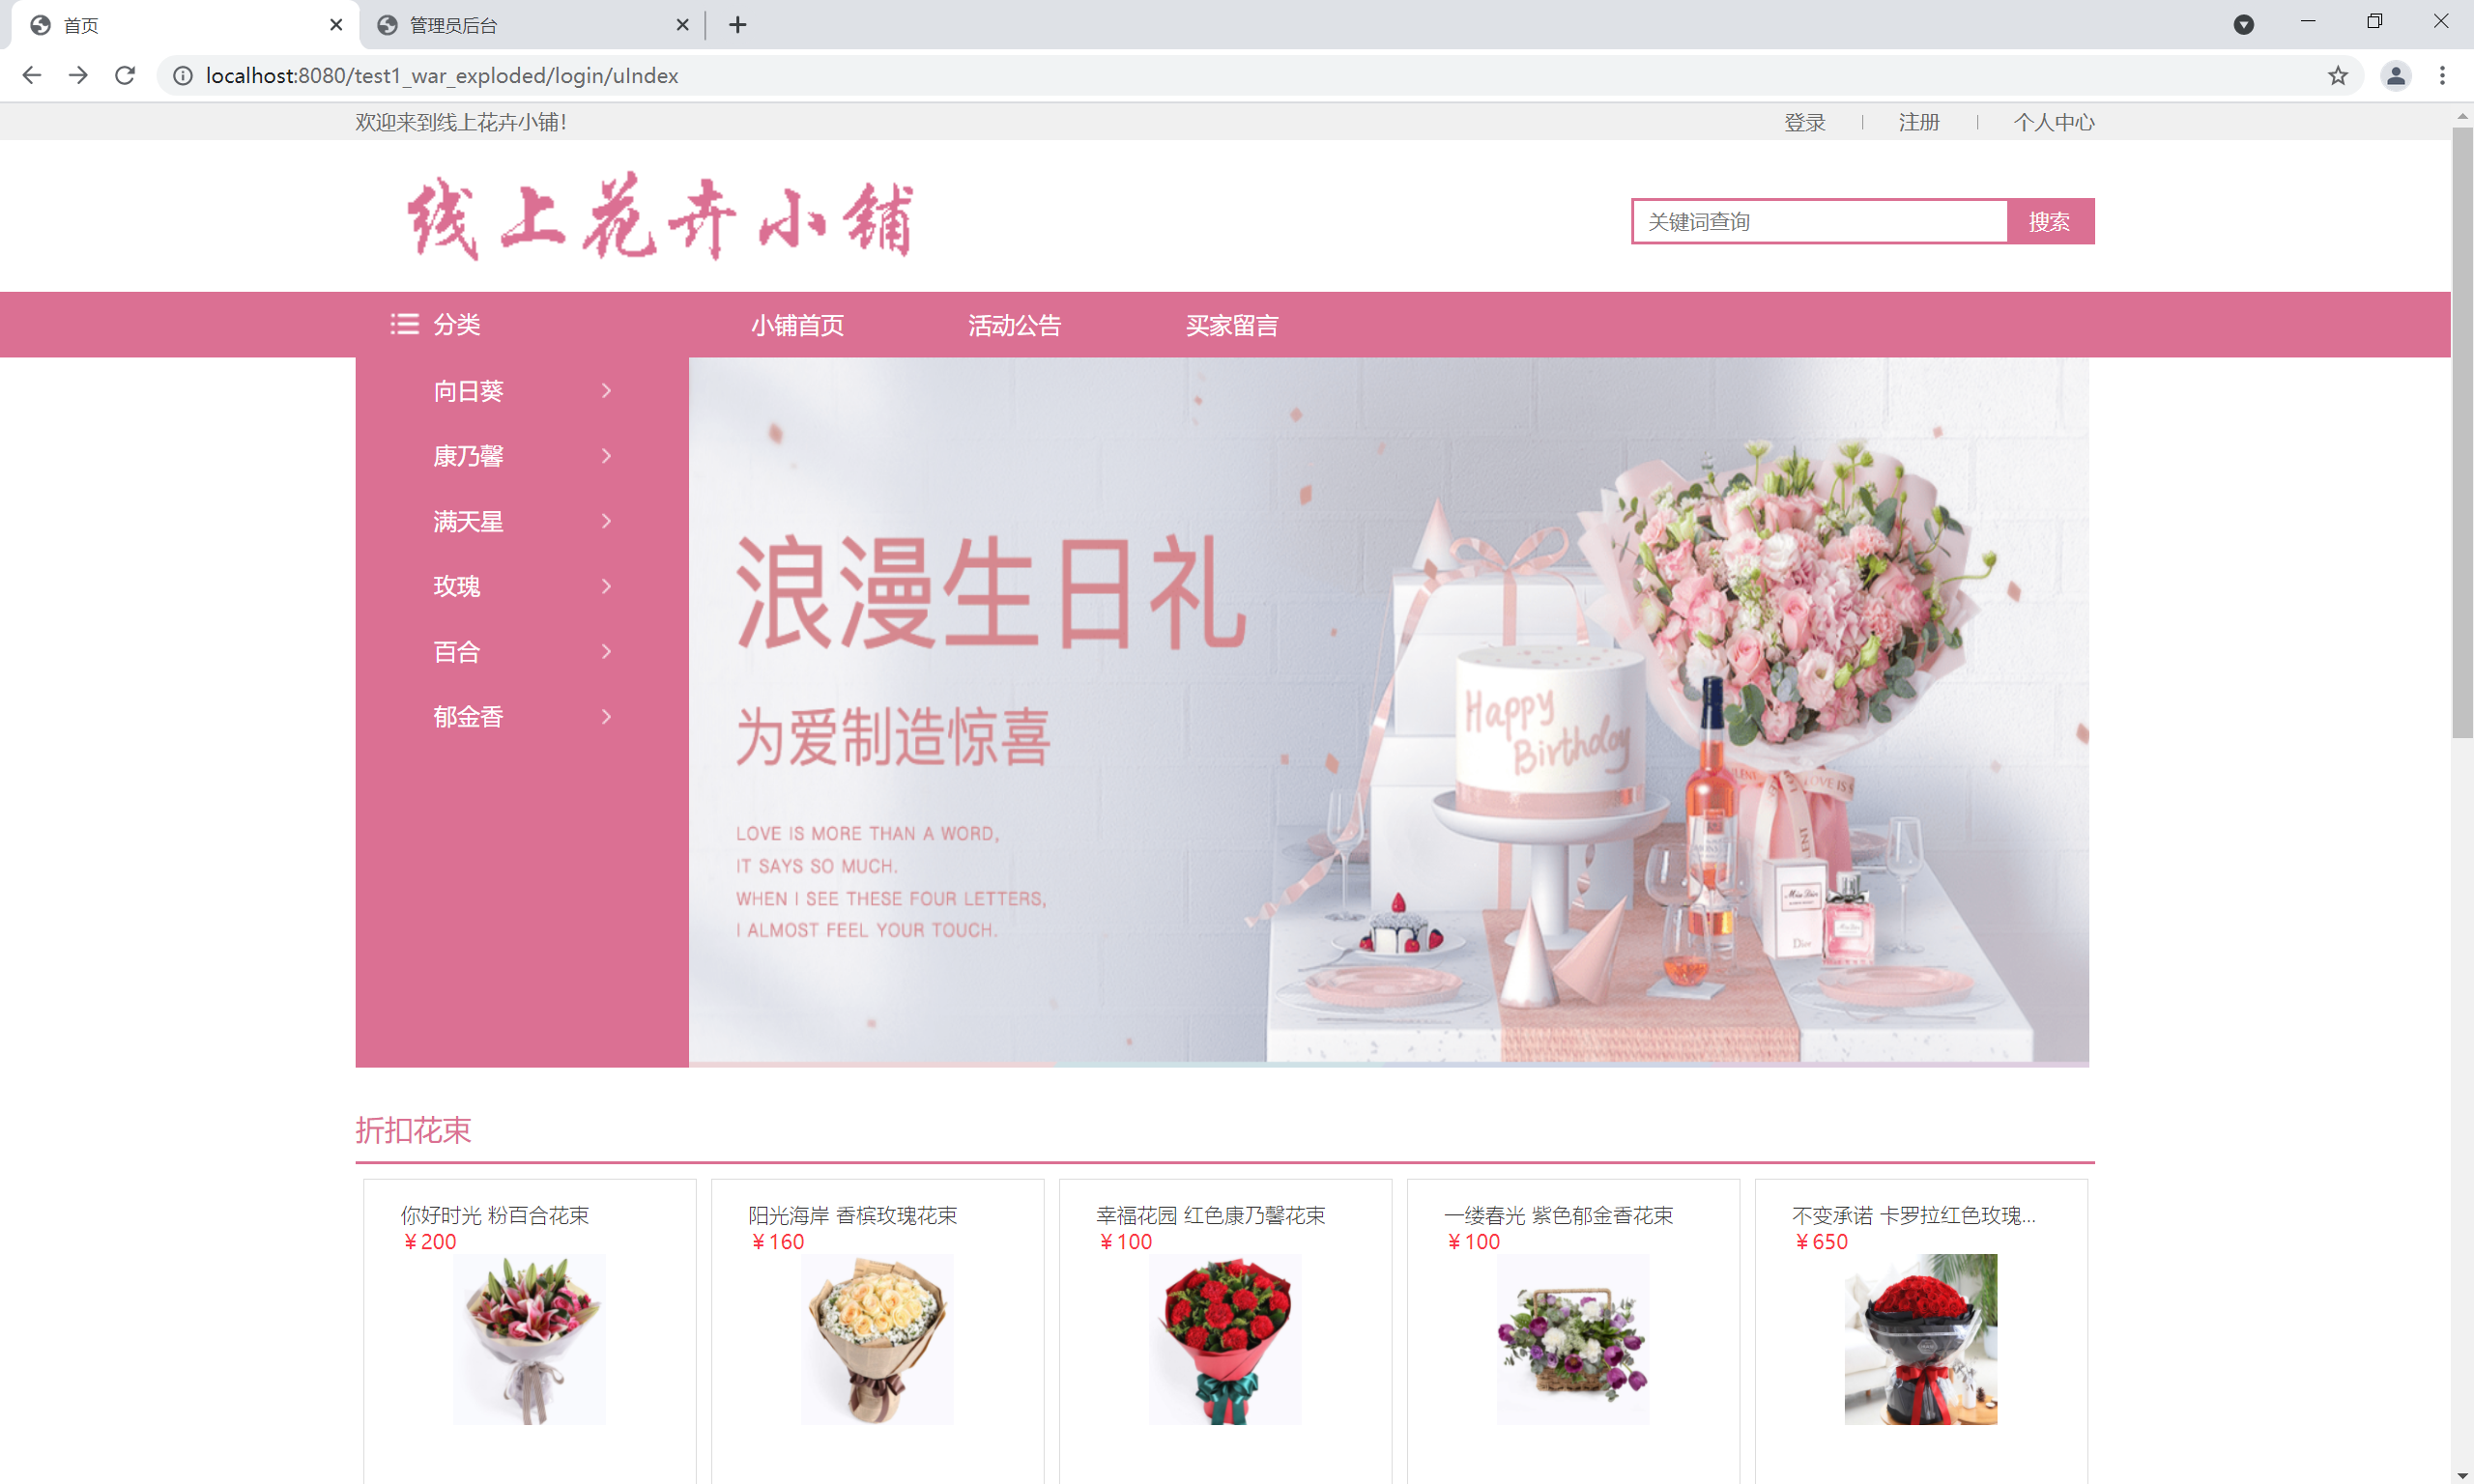 首页
管理员后台
localhost:8080/test1_war_exploded/login/uIndex
欢迎来到线上花卉小铺!
登录 | 注册 | 个人中心
线上花卉小铺
关键词查询
搜索
分类
小铺首页
活动公告
买家留言
向日葵
康乃馨
满天星
玫瑰
百合
郁金香
浪漫生日礼
为爱制造惊喜
LOVE IS MORE THAN A WORD,
IT SAYS SO MUCH.
WHEN I SEE THESE FOUR LETTERS,
I ALMOST FEEL YOUR TOUCH.
Happy
Birthday
LOVE IS
Miss Dior
Dior
折扣花束
你好时光 粉百合花束
￥200
阳光海岸 香槟玫瑰花束
￥160
幸福花园 红色康乃馨花束
￥100
一缕春光 紫色郁金香花束
￥100
不变承诺 卡罗拉红色玫瑰...
￥650